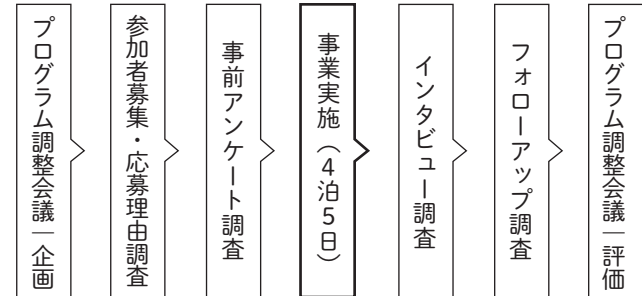 プログラム調整会議｜企画
参加者募集・応募理由調査
事前アンケート調査
事業実施（4泊5日）
インタビュー調査
フォローアップ調査
プログラム調整会議｜評価